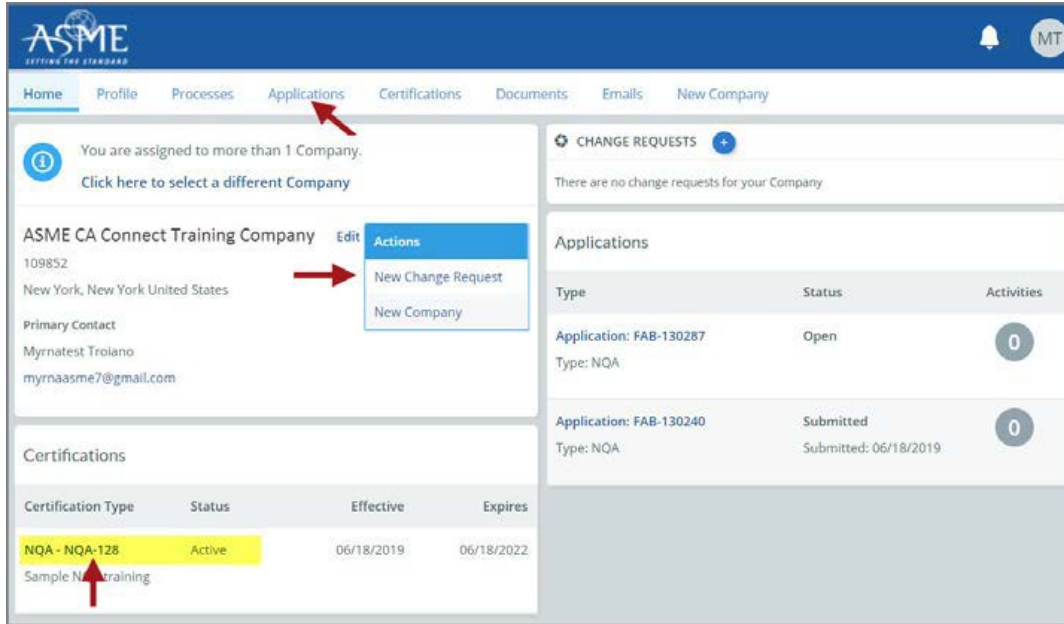 ASME
SETTING THE STANDARD
MT
Home Profile Processes Applications Certifications Documents Emails New Company
You are assigned to more than 1 Company.
Click here to select a different Company
ASME CA Connect Training Company Edit
109852
New York, New York United States
Primary Contact
Myrnatest Troiano
myrnaasme7@gmail.com
Actions
New Change Request
New Company
Certifications
Certification Type Status Effective Expires
NQA - NQA-128 Active 06/18/2019 06/18/2022
Sample training
CHANGE REQUESTS +
There are no change requests for your Company
Applications
Type Status Activities
Application: FAB-130287 Open 0
Type: NQA
Application: FAB-130240 Submitted 0
Type: NQA Submitted: 06/18/2019